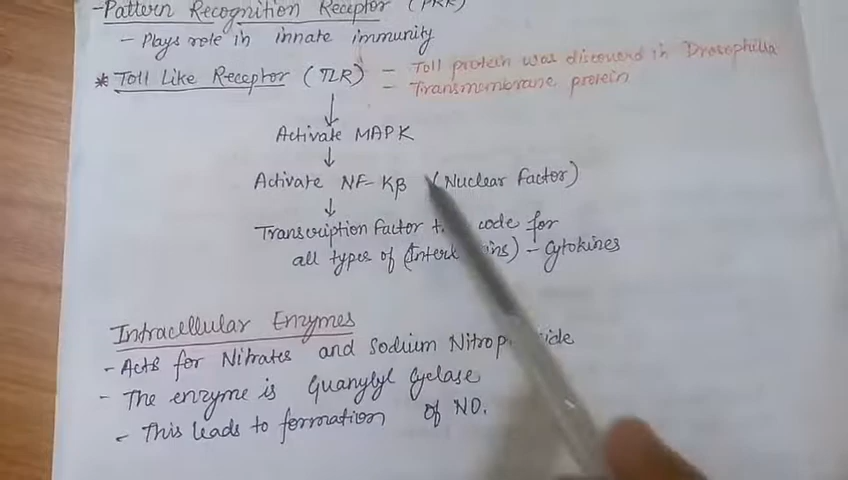 -Pattern Recognition Receptor (PRR)
- Plays role in innate immunity
* Toll Like Receptor (TLR) - Toll protein was discovered in Drosophilla
- Transmembrane protein
↓
Activate MAPK
↓
Activate NF-Kβ (Nuclear Factor)
↓
Transcription Factor code for
all types of ( ) - Cytokines
Intracellular Enzymes
- Acts for Nitrates and Sodium
- The enzyme is Guanylyl Cyclase
- This leads to formation of NO.